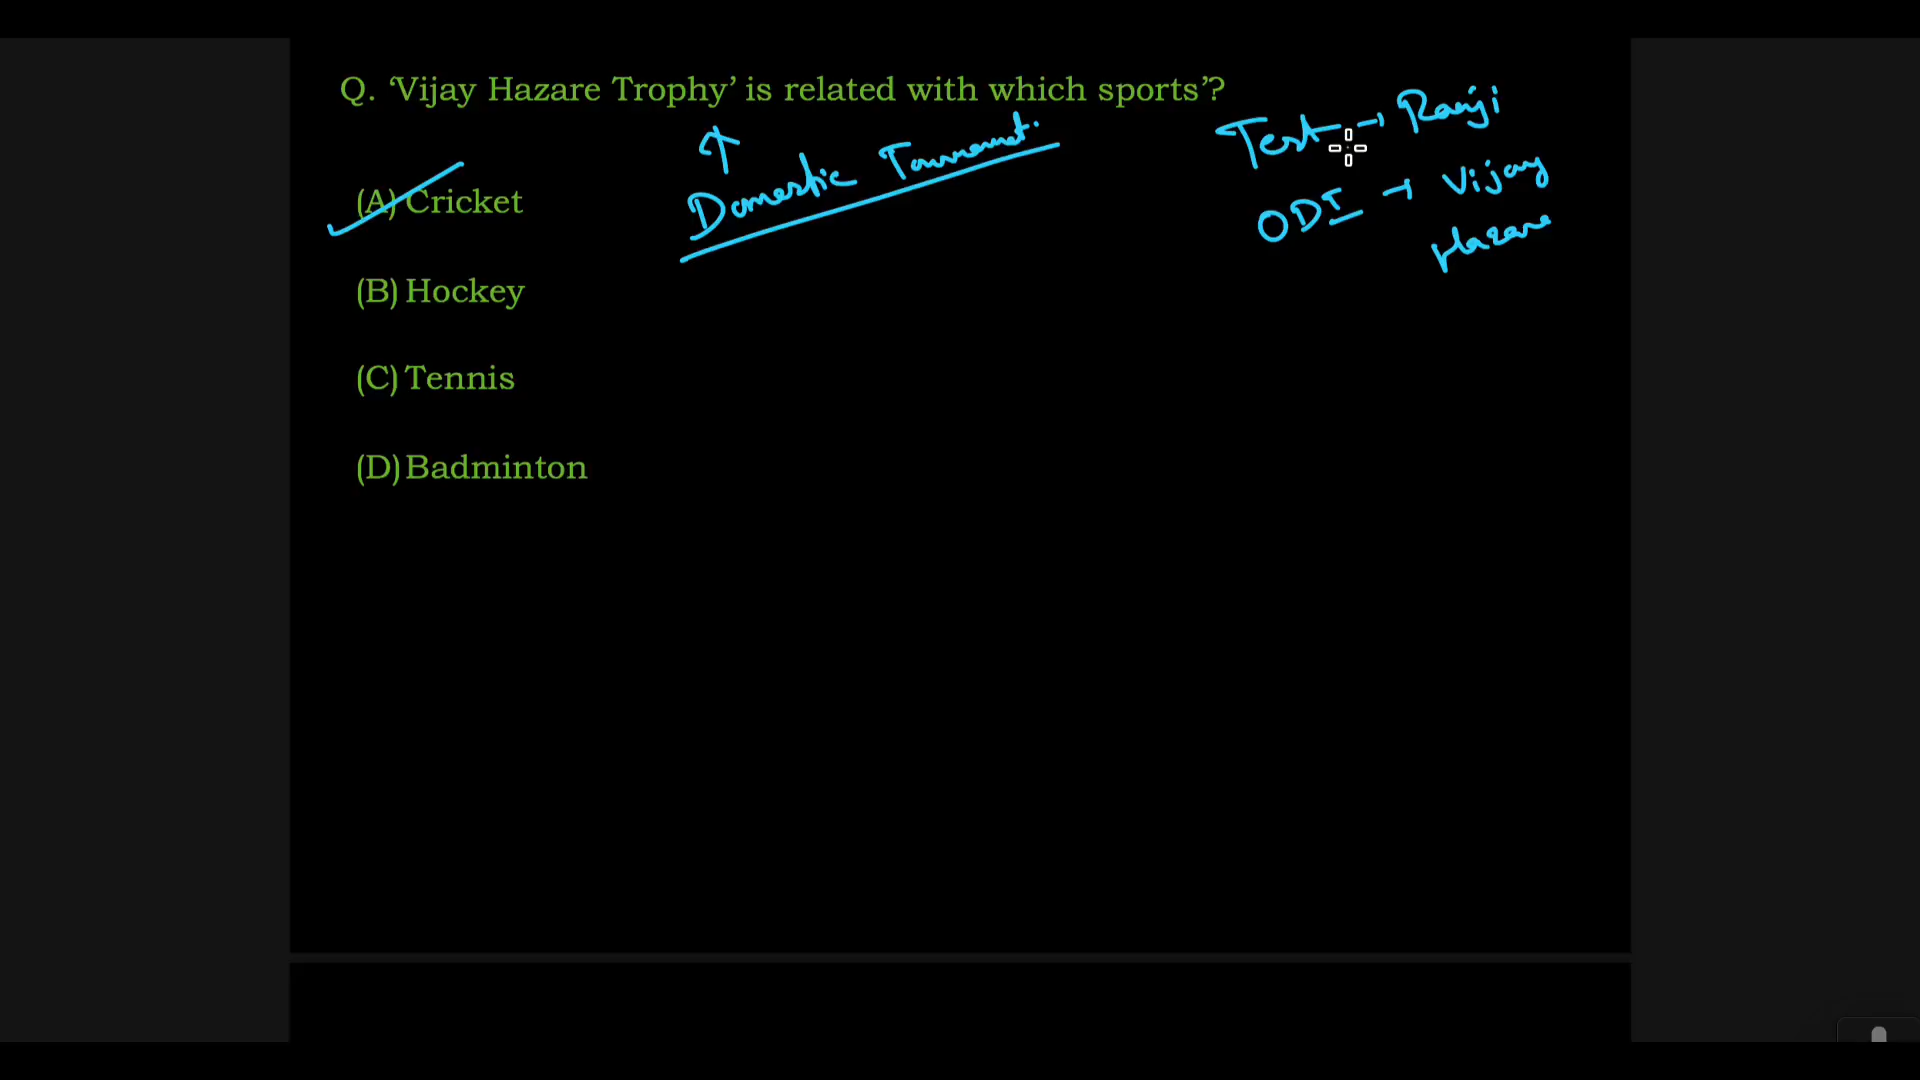 Q. ‘Vijay Hazare Trophy’ is related with which sports’?
Test → Ranji
Domestic Tournament.
(A) Cricket
ODI → Vijay
Hazare
(B) Hockey
(C) Tennis
(D) Badminton